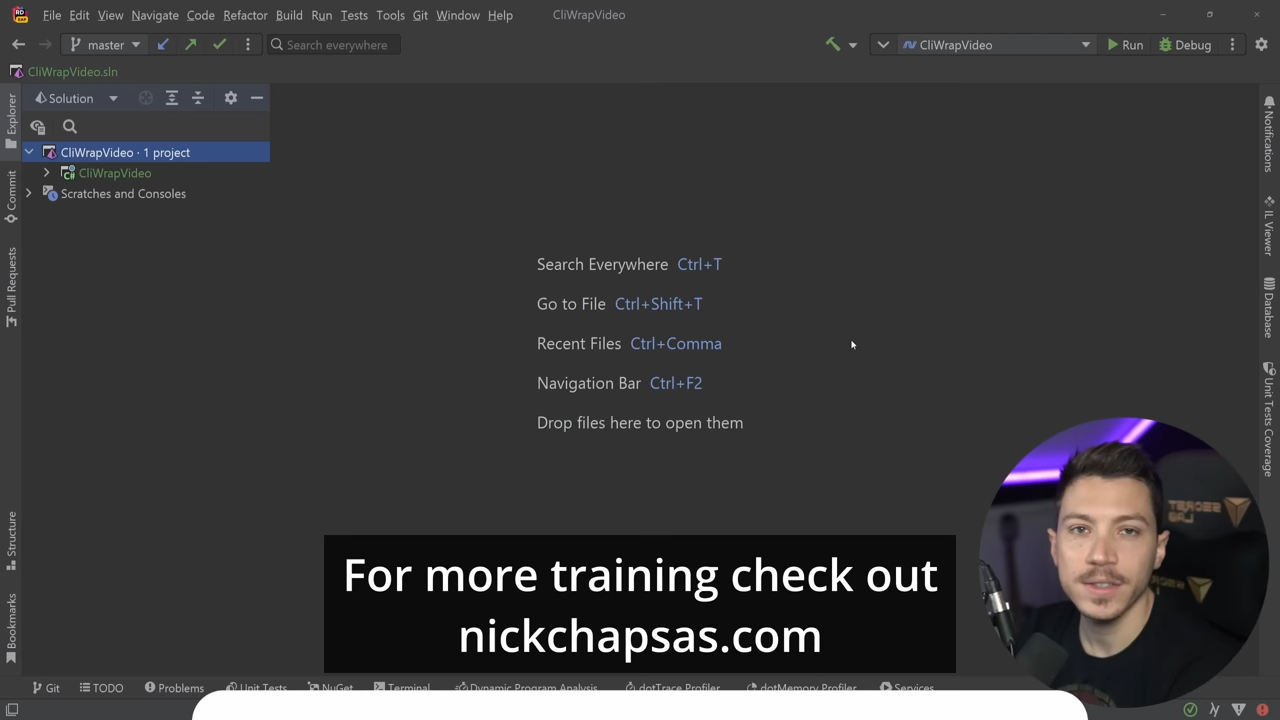 File Edit View Navigate Code Refactor Build Run Tests Tools Git Window Help CliWrapVideo
master Search everywhere CliWrapVideo Run Debug
CliWrapVideo.sln
Solution
CliWrapVideo · 1 project
CliWrapVideo
Scratches and Consoles
Explorer
Commit
Pull Requests
Structure
Bookmarks
Search Everywhere Ctrl+T
Go to File Ctrl+Shift+T
Recent Files Ctrl+Comma
Navigation Bar Ctrl+F2
Drop files here to open them
Notifications
IL Viewer
Database
Unit Tests Coverage
For more training check out
nickchapsas.com
Git TODO Problems Unit Tests NuGet Terminal Dynamic Program Analysis dotTrace Profiler dotMemory Profiler Services